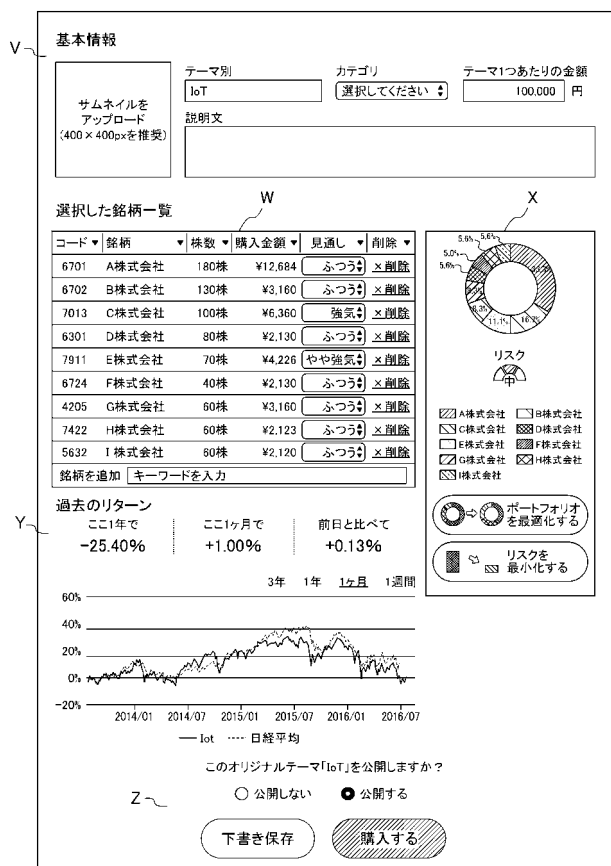 V
基本情報
サムネイルを
アップロード
(400×400pxを推奨)
テーマ別
IoT
カテゴリ
選択してください
テーマ1つあたりの金額
100,000 円
説明文
選択した銘柄一覧
W
コード 銘柄 株数 購入金額 見通し 削除
6701 A株式会社 180株 ¥12,684 ふつう ×削除
6702 B株式会社 130株 ¥3,160 ふつう ×削除
7013 C株式会社 100株 ¥6,360 強気 ×削除
6301 D株式会社 80株 ¥2,130 ふつう ×削除
7911 E株式会社 70株 ¥4,226 やや強気 ×削除
6724 F株式会社 40株 ¥2,130 ふつう ×削除
4205 G株式会社 60株 ¥3,160 ふつう ×削除
7422 H株式会社 60株 ¥2,123 ふつう ×削除
5632 I株式会社 60株 ¥2,120 ふつう ×削除
銘柄を追加 キーワードを入力
X
5.6%
5.6%
5.0%
5.6%
11.1%
リスク
中
A株式会社 B株式会社
C株式会社 D株式会社
E株式会社 F株式会社
G株式会社 H株式会社
I株式会社
ポートフォリオ
を最適化する
リスクを
最小化する
Y
過去のリターン
ここ1年で
-25.40%
ここ1ヶ月で
+1.00%
前日と比べて
+0.13%
3年 1年 1ヶ月 1週間
60%
40%
20%
0%
-20%
2014/01 2014/07 2015/01 2015/07 2016/01 2016/07
Iot 日経平均
このオリジナルテーマ「IoT」を公開しますか？
Z
公開しない 公開する
下書き保存 購入する